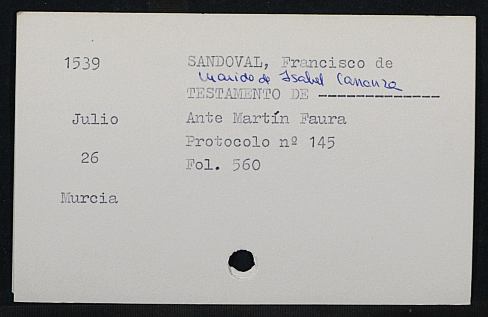 1539 SANDOVAL, Francisco de
marido de Isabel
TESTAMENTO DE -------------
Julio Ante Martín Faura
Protocolo nº 145
26
Fol. 560
Murcia